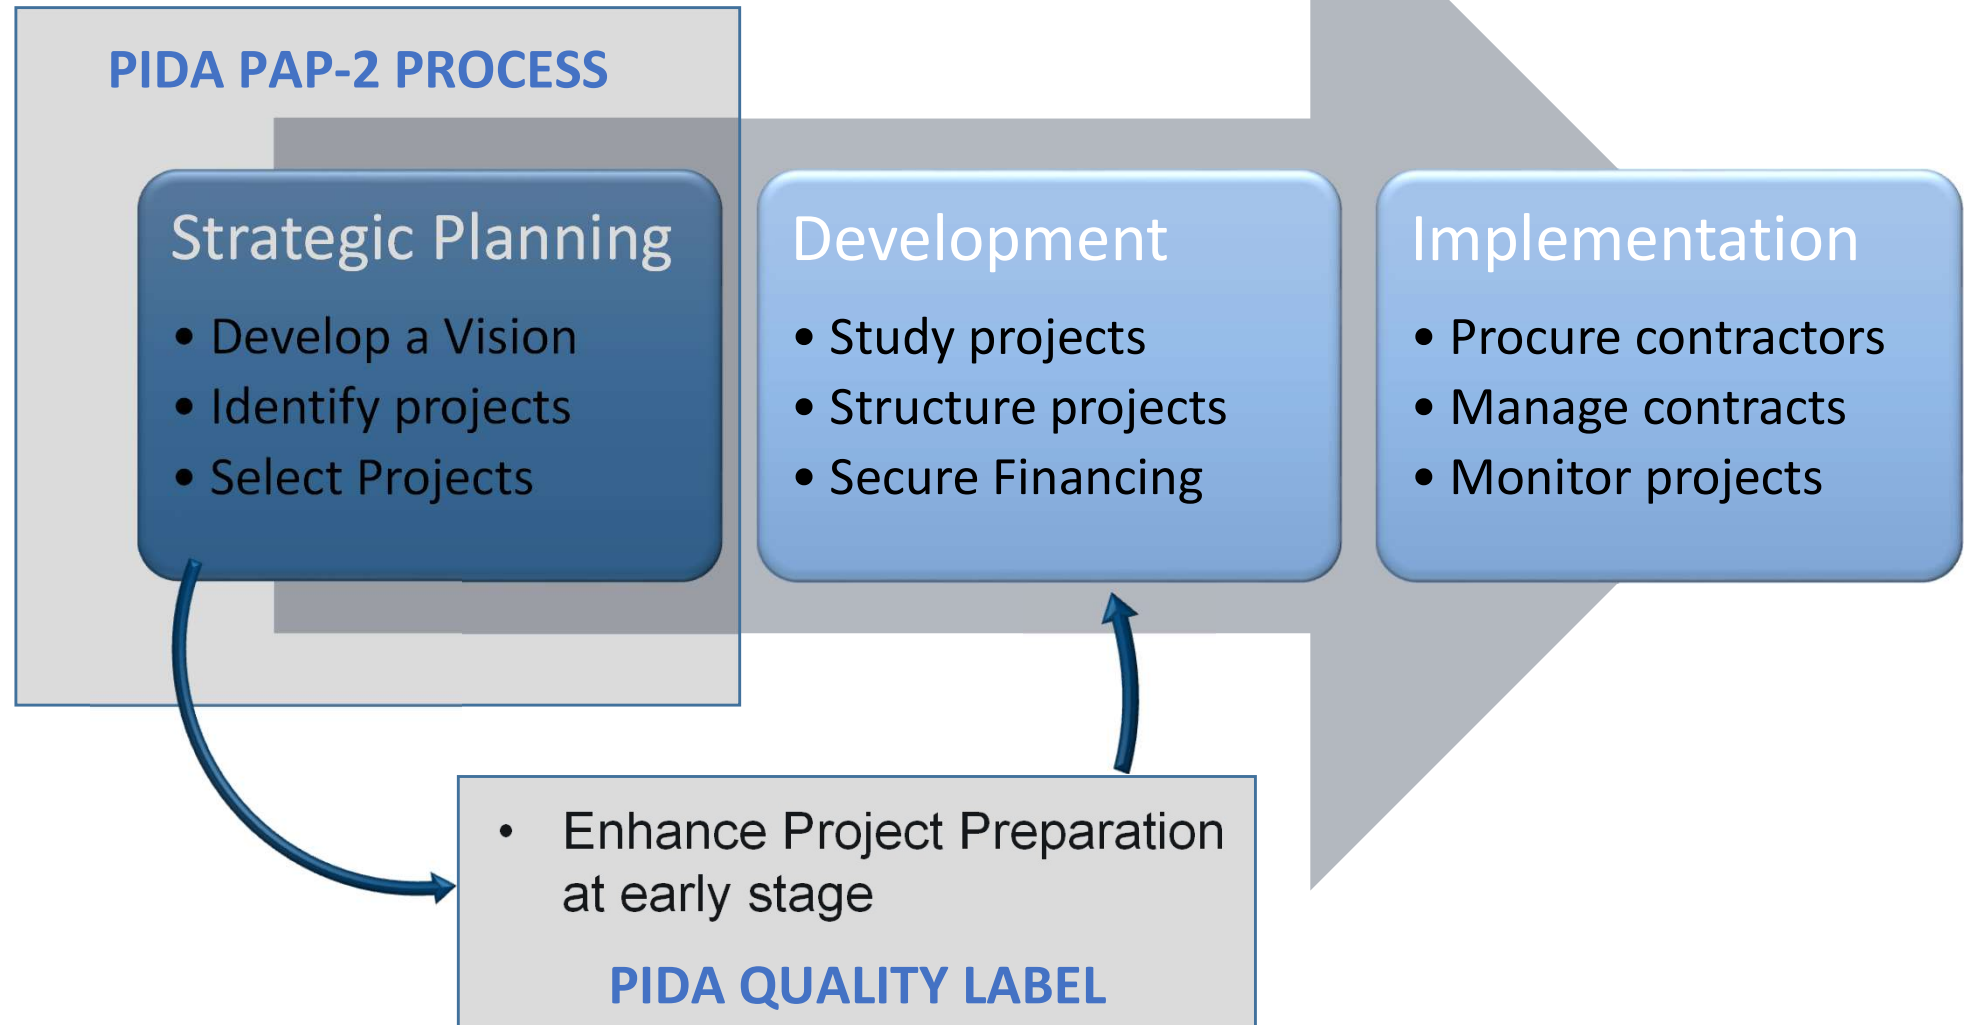 PIDA PAP-2 PROCESS
Strategic Planning
• Develop a Vision
• Identify projects
• Select Projects
Development
• Study projects
• Structure projects
• Secure Financing
Implementation
• Procure contractors
• Manage contracts
• Monitor projects
• Enhance Project Preparation
at early stage
PIDA QUALITY LABEL